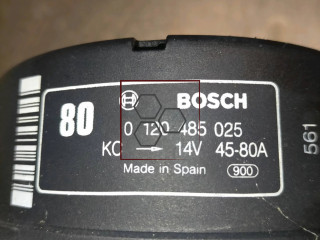 80 BOSCH
0 120 485 025
KC → 14V 45-80A
Made in Spain 900
561